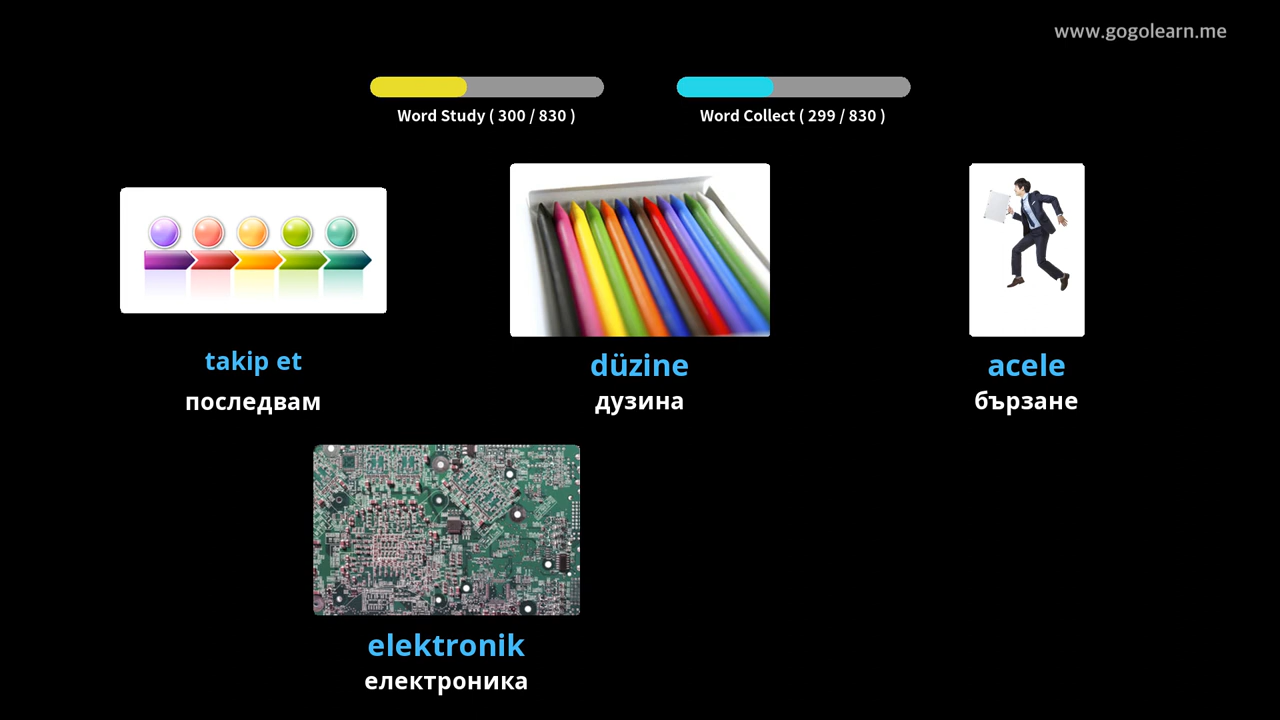 www.gogolearn.me
Word Study ( 300 / 830 )
Word Collect ( 299 / 830 )
takip et
последвам
düzine
дузина
acele
бързане
elektronik
електроника